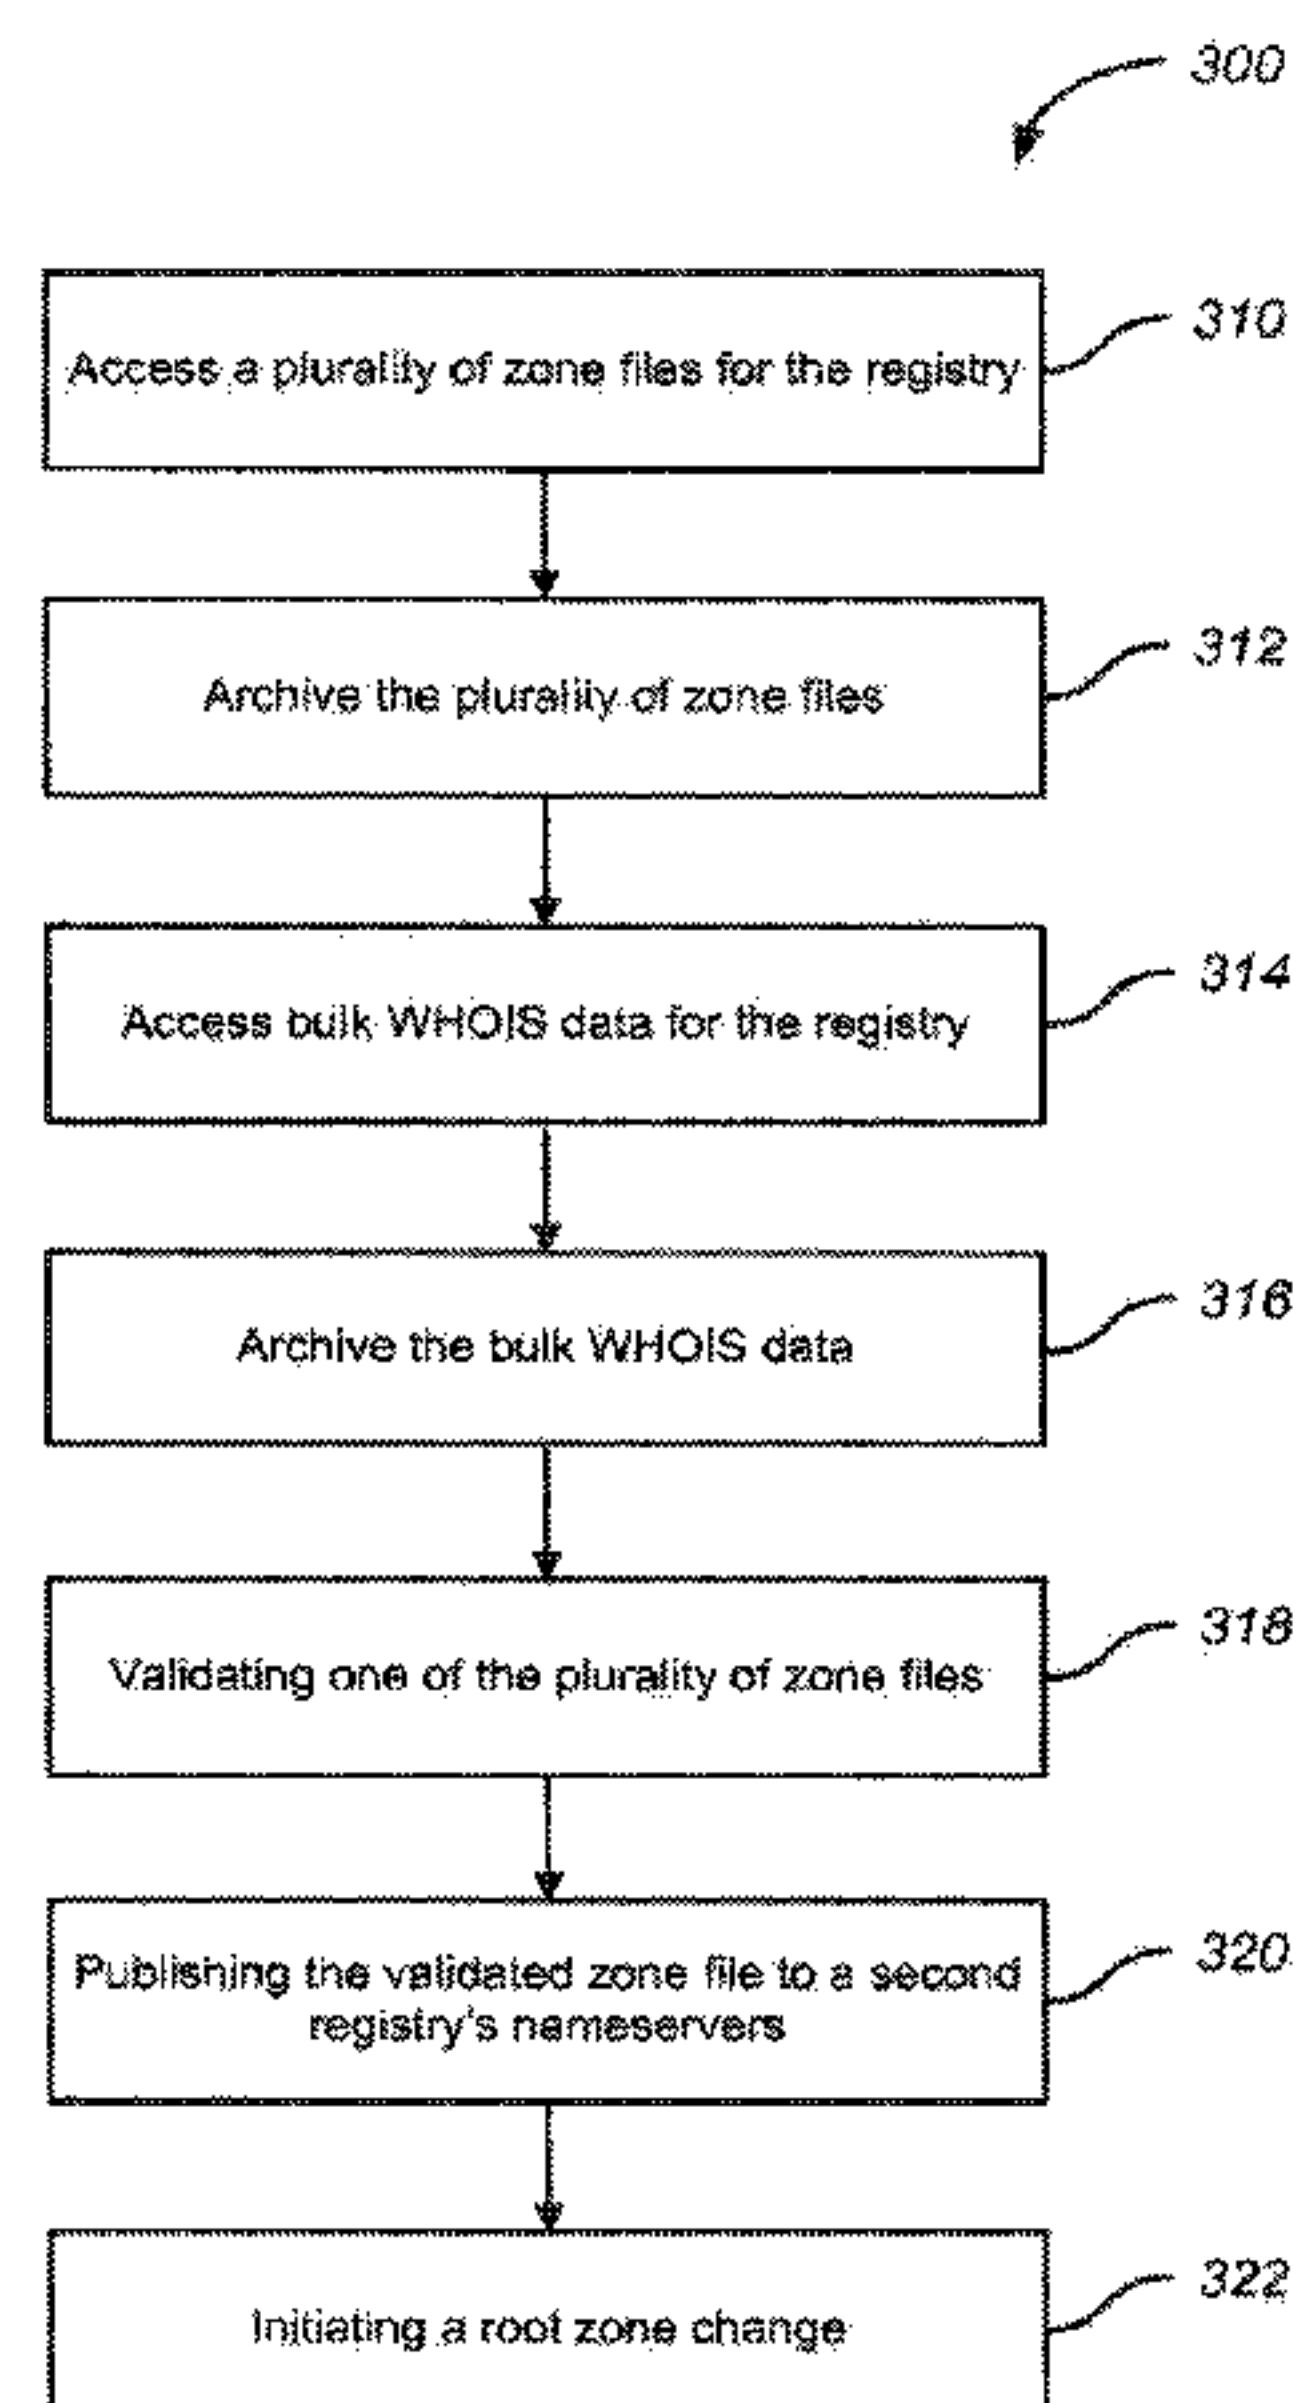 300
Access a plurality of zone files for the registry
310
Archive the plurality of zone files
312
Access bulk WHOIS data for the registry
314
Archive the bulk WHOIS data
316
Validating one of the plurality of zone files
318
Publishing the validated zone file to a second
registry's nameservers
320
Initiating a root zone change
322